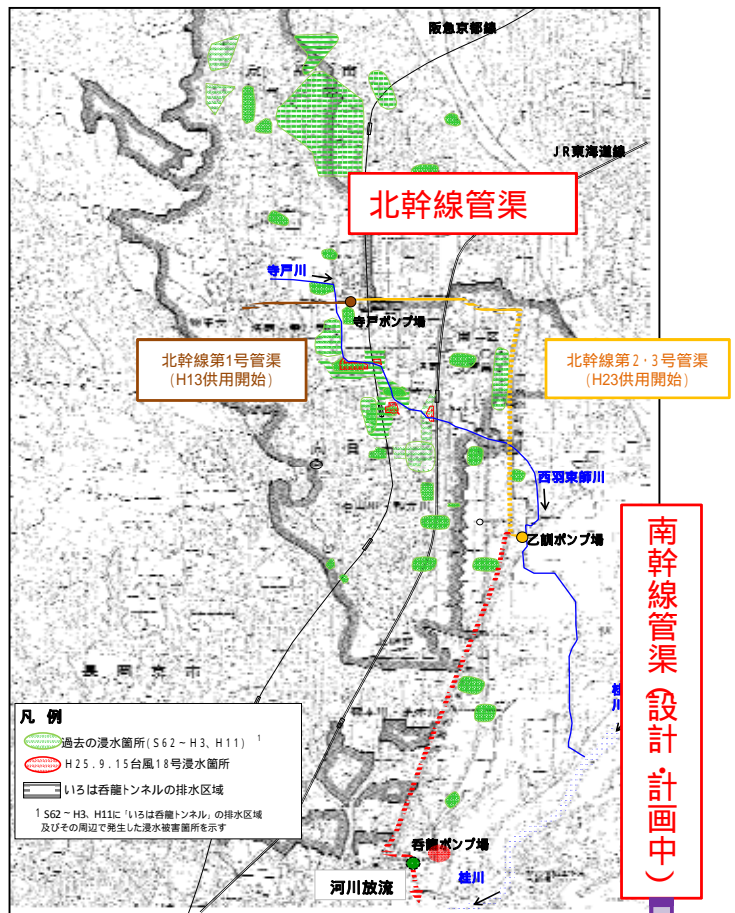 阪急京都線
JR東海道線
北幹線管渠
寺戸川
寺戸ポンプ場
北幹線第1号管渠
(H13供用開始)
北幹線第2・3号管渠
(H23供用開始)
西羽束師川
乙訓ポンプ場
南幹線管渠(設計・計画中)
長岡京市
桂川
凡 例
過去の浸水箇所(S62~H3、H11) 1
H25.9.15台風18号浸水箇所
いろは呑龍トンネルの排水区域
1 S62~H3、H11に「いろは呑龍トンネル」の排水区域
及びその周辺で発生した浸水被害箇所を示す
呑龍ポンプ場
河川放流
桂川